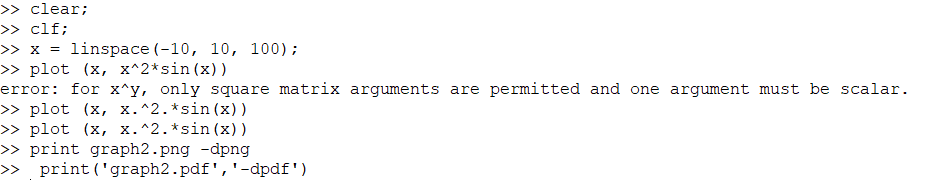 >> clear;
>> clf;
>> x = linspace(-10, 10, 100);
>> plot (x, x^2*sin(x))
error: for x^y, only square matrix arguments are permitted and one argument must be scalar.
>> plot (x, x.^2.*sin(x))
>> plot (x, x.^2.*sin(x))
>> print graph2.png -dpng
>>  print('graph2.pdf','-dpdf')